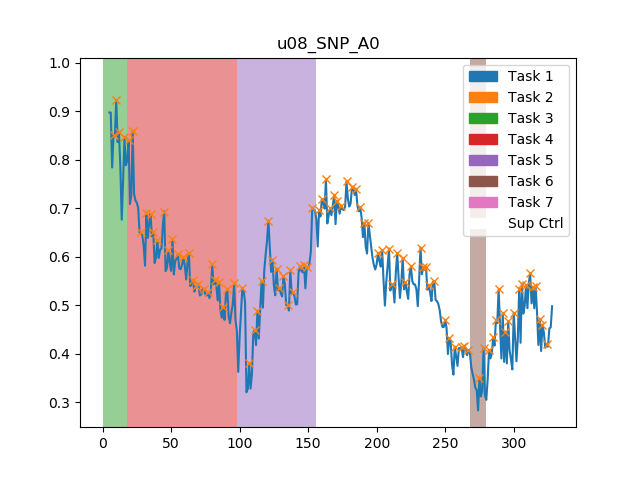 u08_SNP_A0
1.0
0.9
0.8
0.7
0.6
0.5
0.4
0.3
0
50
100
150
200
250
300
Task 1
Task 2
Task 3
Task 4
Task 5
Task 6
Task 7
Sup Ctrl